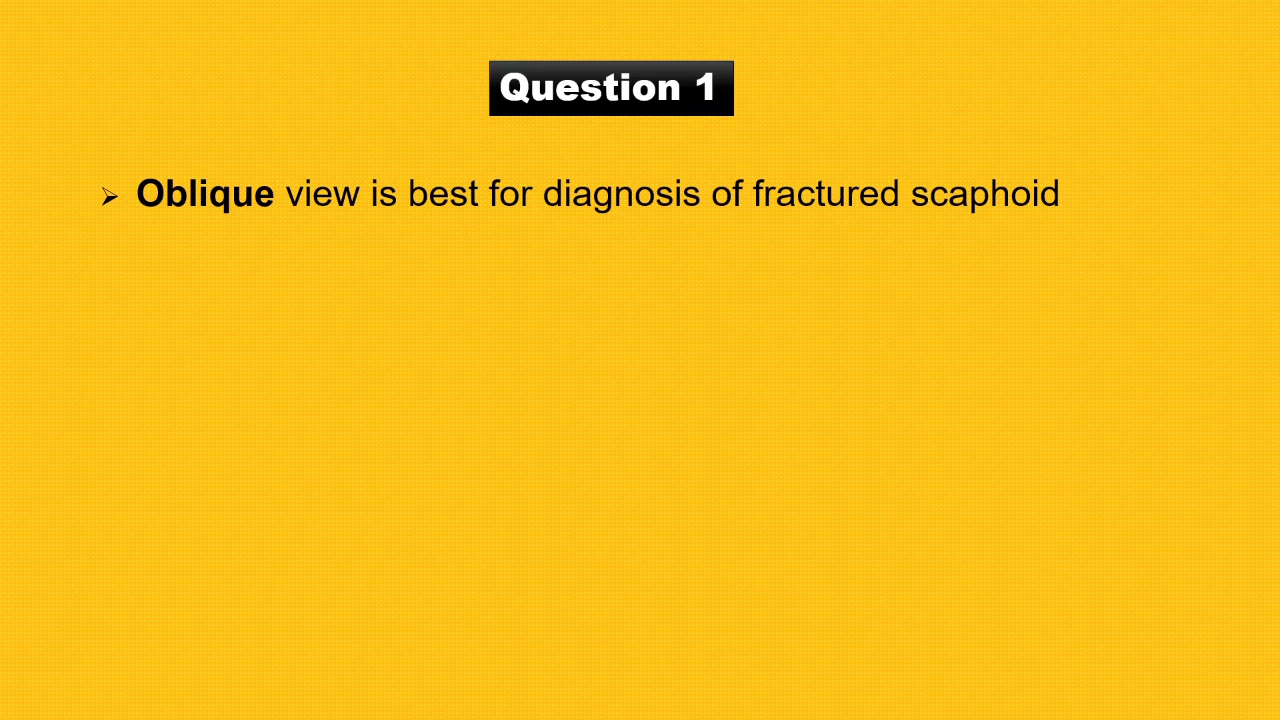 Question 1
➢ Oblique view is best for diagnosis of fractured scaphoid